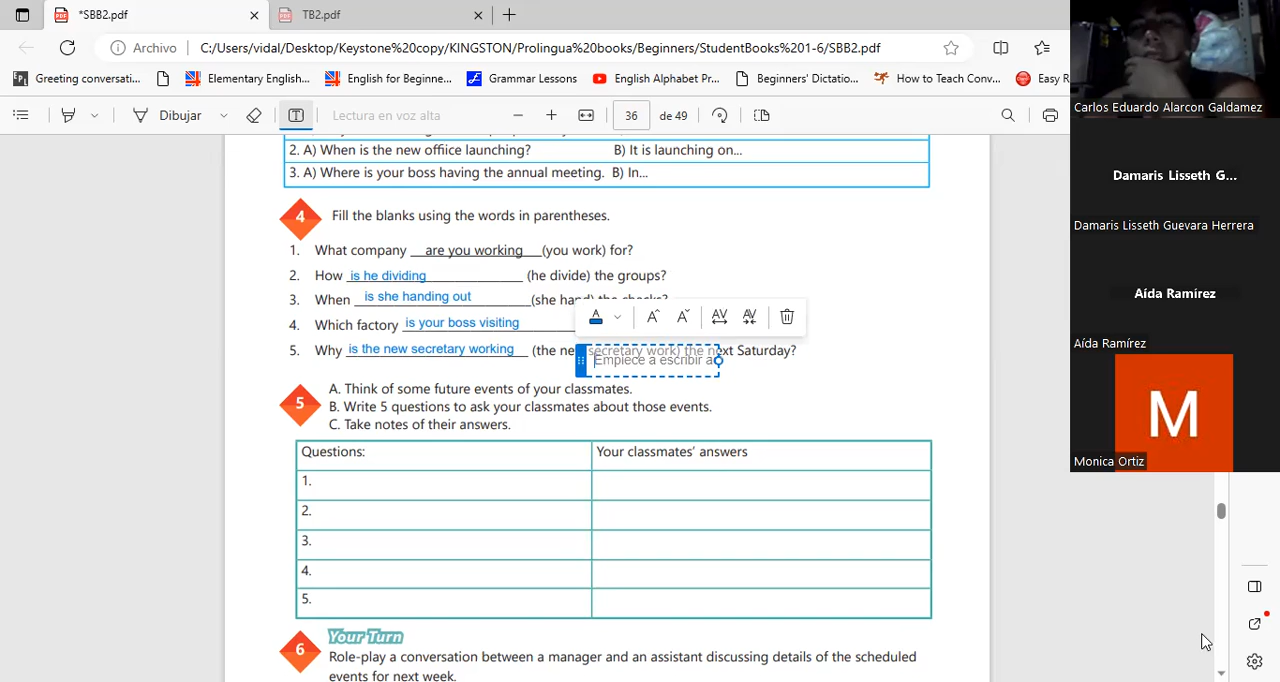 *SBB2.pdf
TB2.pdf
Archivo
C:/Users/vidal/Desktop/Keystone%20copy/KINGSTON/Prolingua%20books/Beginners/StudentBooks%201-6/SBB2.pdf
Greeting conversati...
Elementary English...
English for Beginne...
Grammar Lessons
English Alphabet Pr...
Beginners' Dictatio...
How to Teach Conv...
Easy R
Dibujar
Lectura en voz alta
36
de 49
2. A) When is the new offiice launching? B) It is launching on...
3. A) Where is your boss having the annual meeting. B) In...
4 Fill the blanks using the words in parentheses.
1. What company __are you working__(you work) for?
2. How is he dividing (he divide) the groups?
3. When is she handing out (she hand) the checks?
4. Which factory is your boss visiting
5. Why is the new secretary working (the new secretary work) the next Saturday?
Empiece a escribir a
5 A. Think of some future events of your classmates.
B. Write 5 questions to ask your classmates about those events.
C. Take notes of their answers.
Questions: Your classmates' answers
1.
2.
3.
4.
5.
6 Your Turn
Role-play a conversation between a manager and an assistant discussing details of the scheduled
events for next week.
Carlos Eduardo Alarcon Galdamez
Damaris Lisseth G...
Damaris Lisseth Guevara Herrera
Aída Ramírez
Aída Ramírez
M
Monica Ortiz